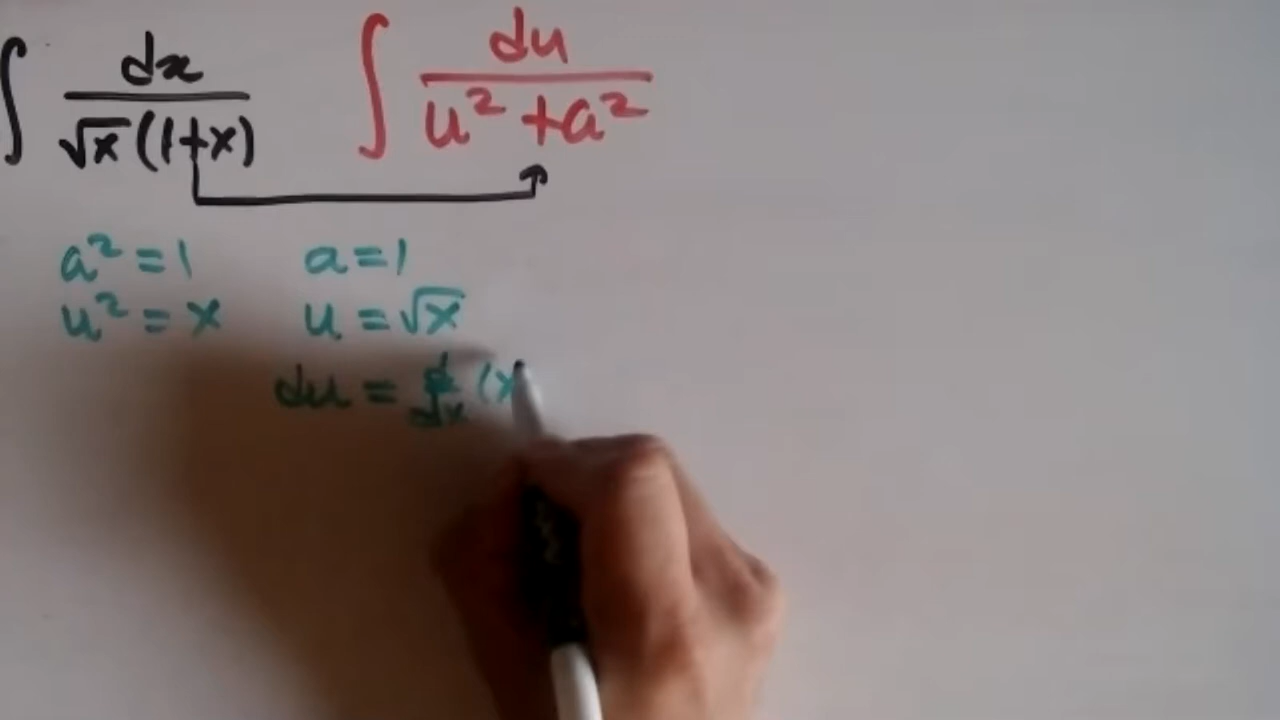 ∫ dx / √x(1+x)   ∫ du / u² + a²
a² = 1   a = 1
u² = x   u = √x
du = d/dx (x